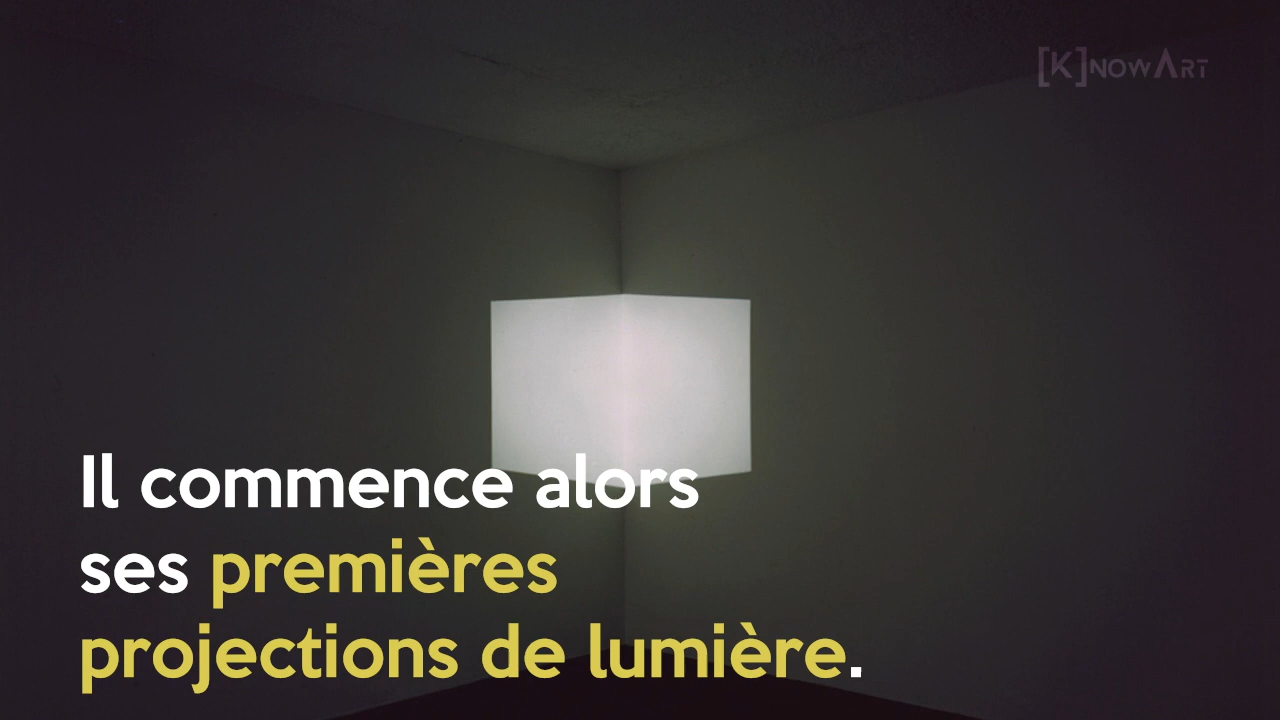 [K]NOWART
Il commence alors
ses premières
projections de lumière.